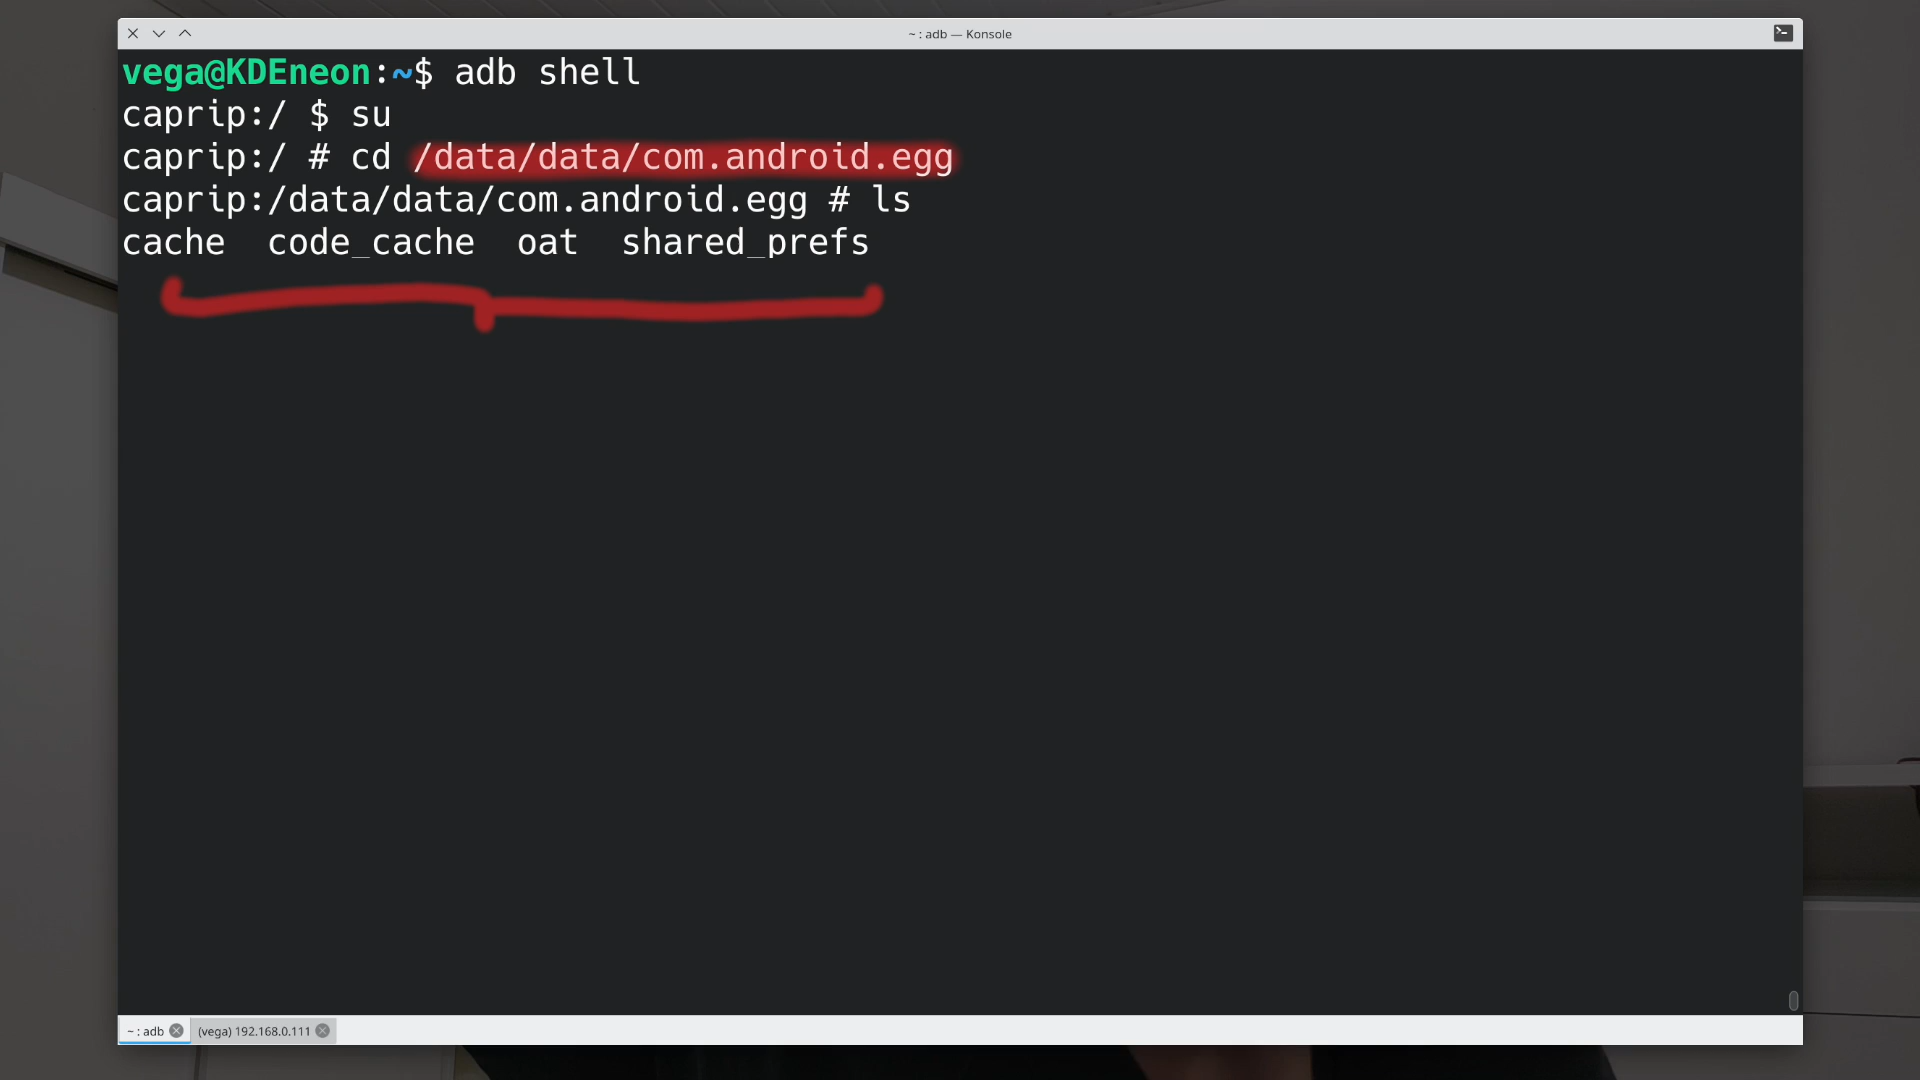 ~ : adb — Konsole
vega@KDEneon:~$ adb shell
caprip:/ $ su
caprip:/ # cd /data/data/com.android.egg
caprip:/data/data/com.android.egg # ls
cache  code_cache  oat  shared_prefs
~ : adb (vega) 192.168.0.111